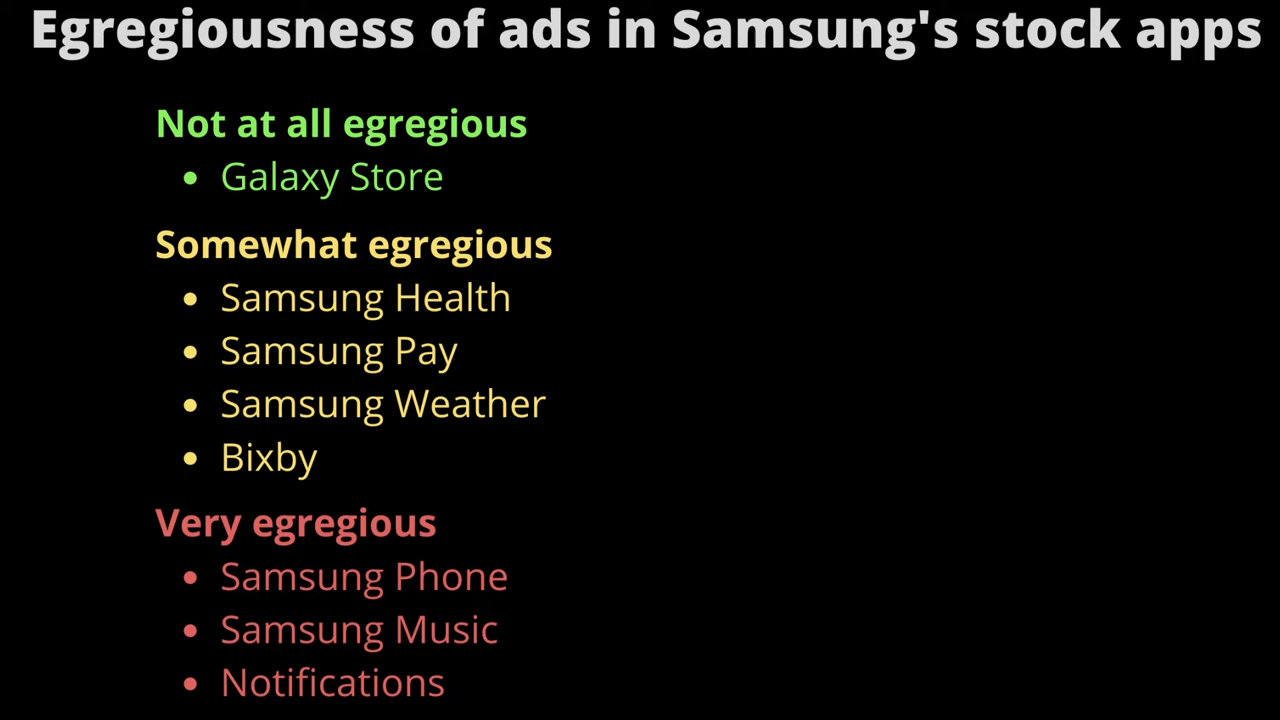 Egregiousness of ads in Samsung's stock apps
Not at all egregious
• Galaxy Store
Somewhat egregious
• Samsung Health
• Samsung Pay
• Samsung Weather
• Bixby
Very egregious
• Samsung Phone
• Samsung Music
• Notifications